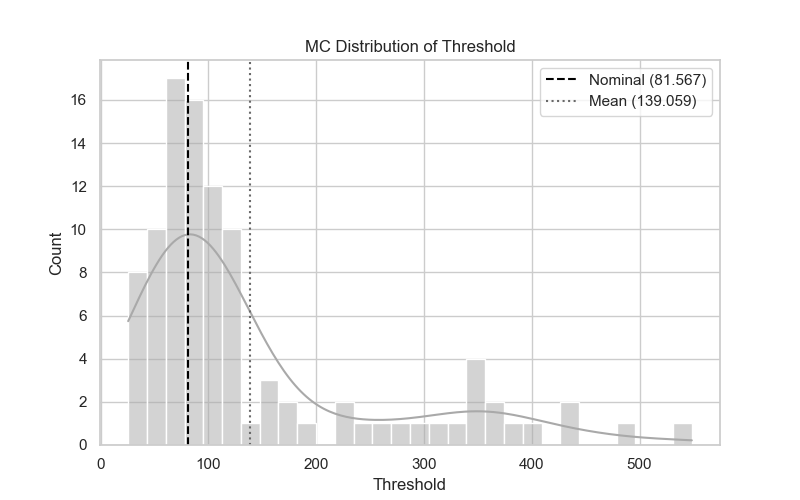 MC Distribution of Threshold
Nominal (81.567)
Mean (139.059)
Count
16
14
12
10
8
6
4
2
0
0 100 200 300 400 500
Threshold